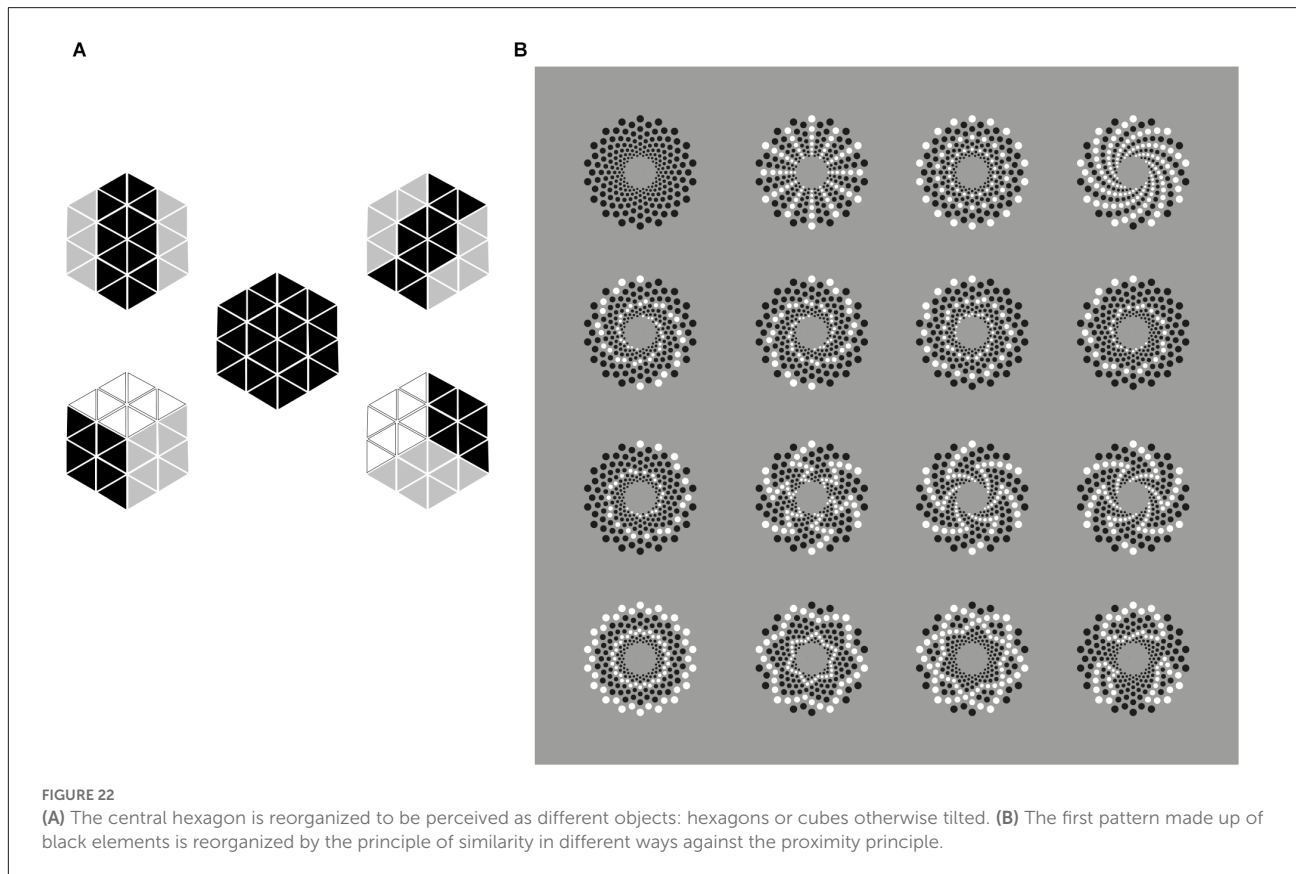 A
B
FIGURE 22
(A) The central hexagon is reorganized to be perceived as different objects: hexagons or cubes otherwise tilted. (B) The first pattern made up of
black elements is reorganized by the principle of similarity in different ways against the proximity principle.